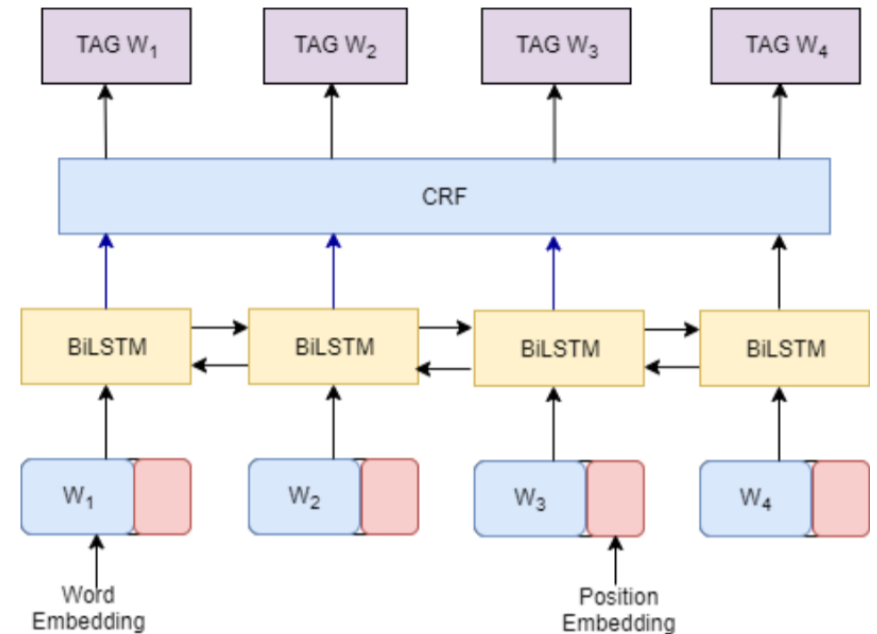 TAG W1 TAG W2 TAG W3 TAG W4
CRF
BiLSTM BiLSTM BiLSTM BiLSTM
W1 W2 W3 W4
Word Position
Embedding Embedding